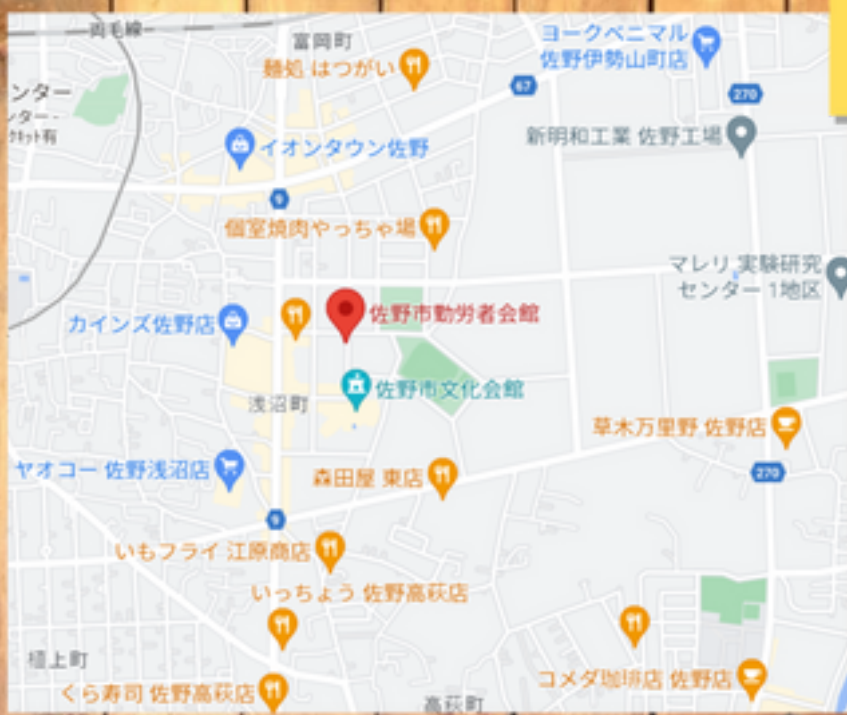 両毛線
富岡町
ヨークベニマル
佐野伊勢山町店
麺処 はつがい
67
270
ンター
ンター -
イオンタウン佐野
新明和工業 佐野工場
9
個室焼肉やっちゃ場
マレリ 実験研究
センター 1地区
佐野市勤労者会館
カインズ佐野店
佐野市文化会館
浅沼町
草木万里野 佐野店
ヤオコー 佐野浅沼店
森田屋 東店
270
9
いもフライ 江原商店
いっちょう 佐野高萩店
植上町
コメダ珈琲店 佐野店
くら寿司 佐野高萩店
高萩町